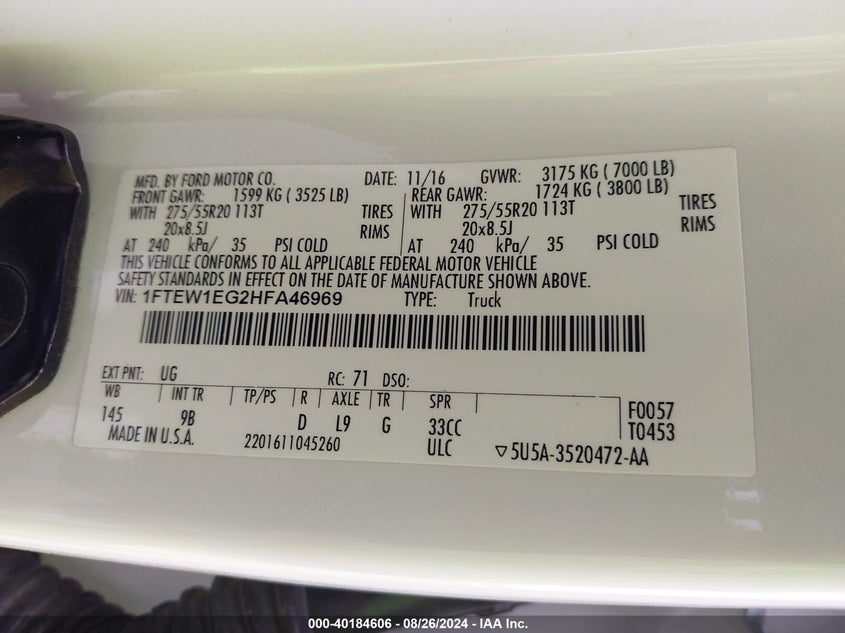 MFD. BY FORD MOTOR CO. DATE: 11/16 GVWR: 3175 KG ( 7000 LB)
FRONT GAWR: 1599 KG ( 3525 LB) REAR GAWR: 1724 KG ( 3800 LB)
WITH 275/55R20 113T TIRES WITH 275/55R20 113T TIRES
20x8.5J RIMS 20x8.5J RIMS
AT 240 kPa/ 35 PSI COLD AT 240 kPa/ 35 PSI COLD
THIS VEHICLE CONFORMS TO ALL APPLICABLE FEDERAL MOTOR VEHICLE
SAFETY STANDARDS IN EFFECT ON THE DATE OF MANUFACTURE SHOWN ABOVE.
VIN: 1FTEW1EG2HFA46969 TYPE: Truck
EXT PNT: UG RC: 71 DSO:
WB INT TR TP/PS R AXLE TR SPR F0057
145 9B D L9 G 33CC T0453
MADE IN U.S.A. 2201611045260 ULC ▽5U5A-3520472-AA
000-40184606 - 08/26/2024 - IAA Inc.